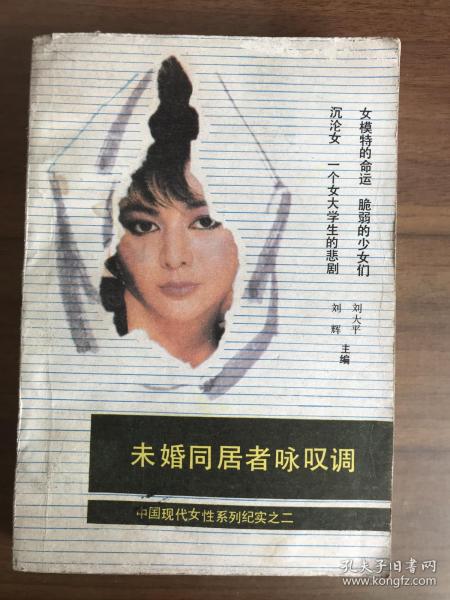 女模特的命运 脆弱的少女们
沉沦女 一个女大学生的悲剧
刘大平
刘辉
主编
未婚同居者咏叹调
中国现代女性系列纪实之二
孔夫子旧书网
www.kongfz.com